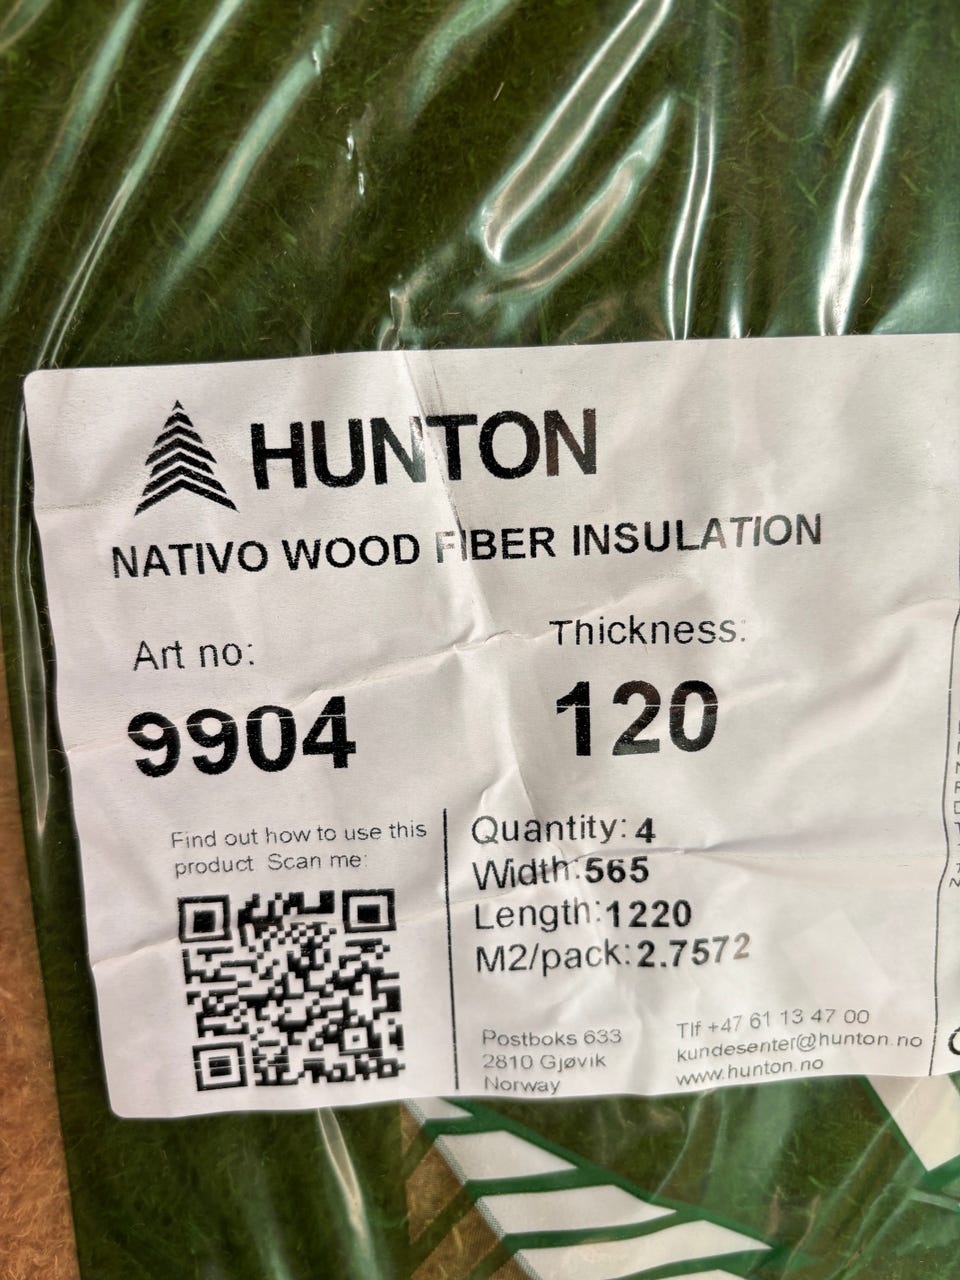 HUNTON
NATIVO WOOD FIBER INSULATION
Art no:
9904
Thickness:
120
Find out how to use this
product Scan me:
Quantity: 4
Width:565
Length:1220
M2/pack:2.7572
Postboks 633
2810 Gjøvik
Norway
Tlf +47 61 13 47 00
kundesenter@hunton.no
www.hunton.no